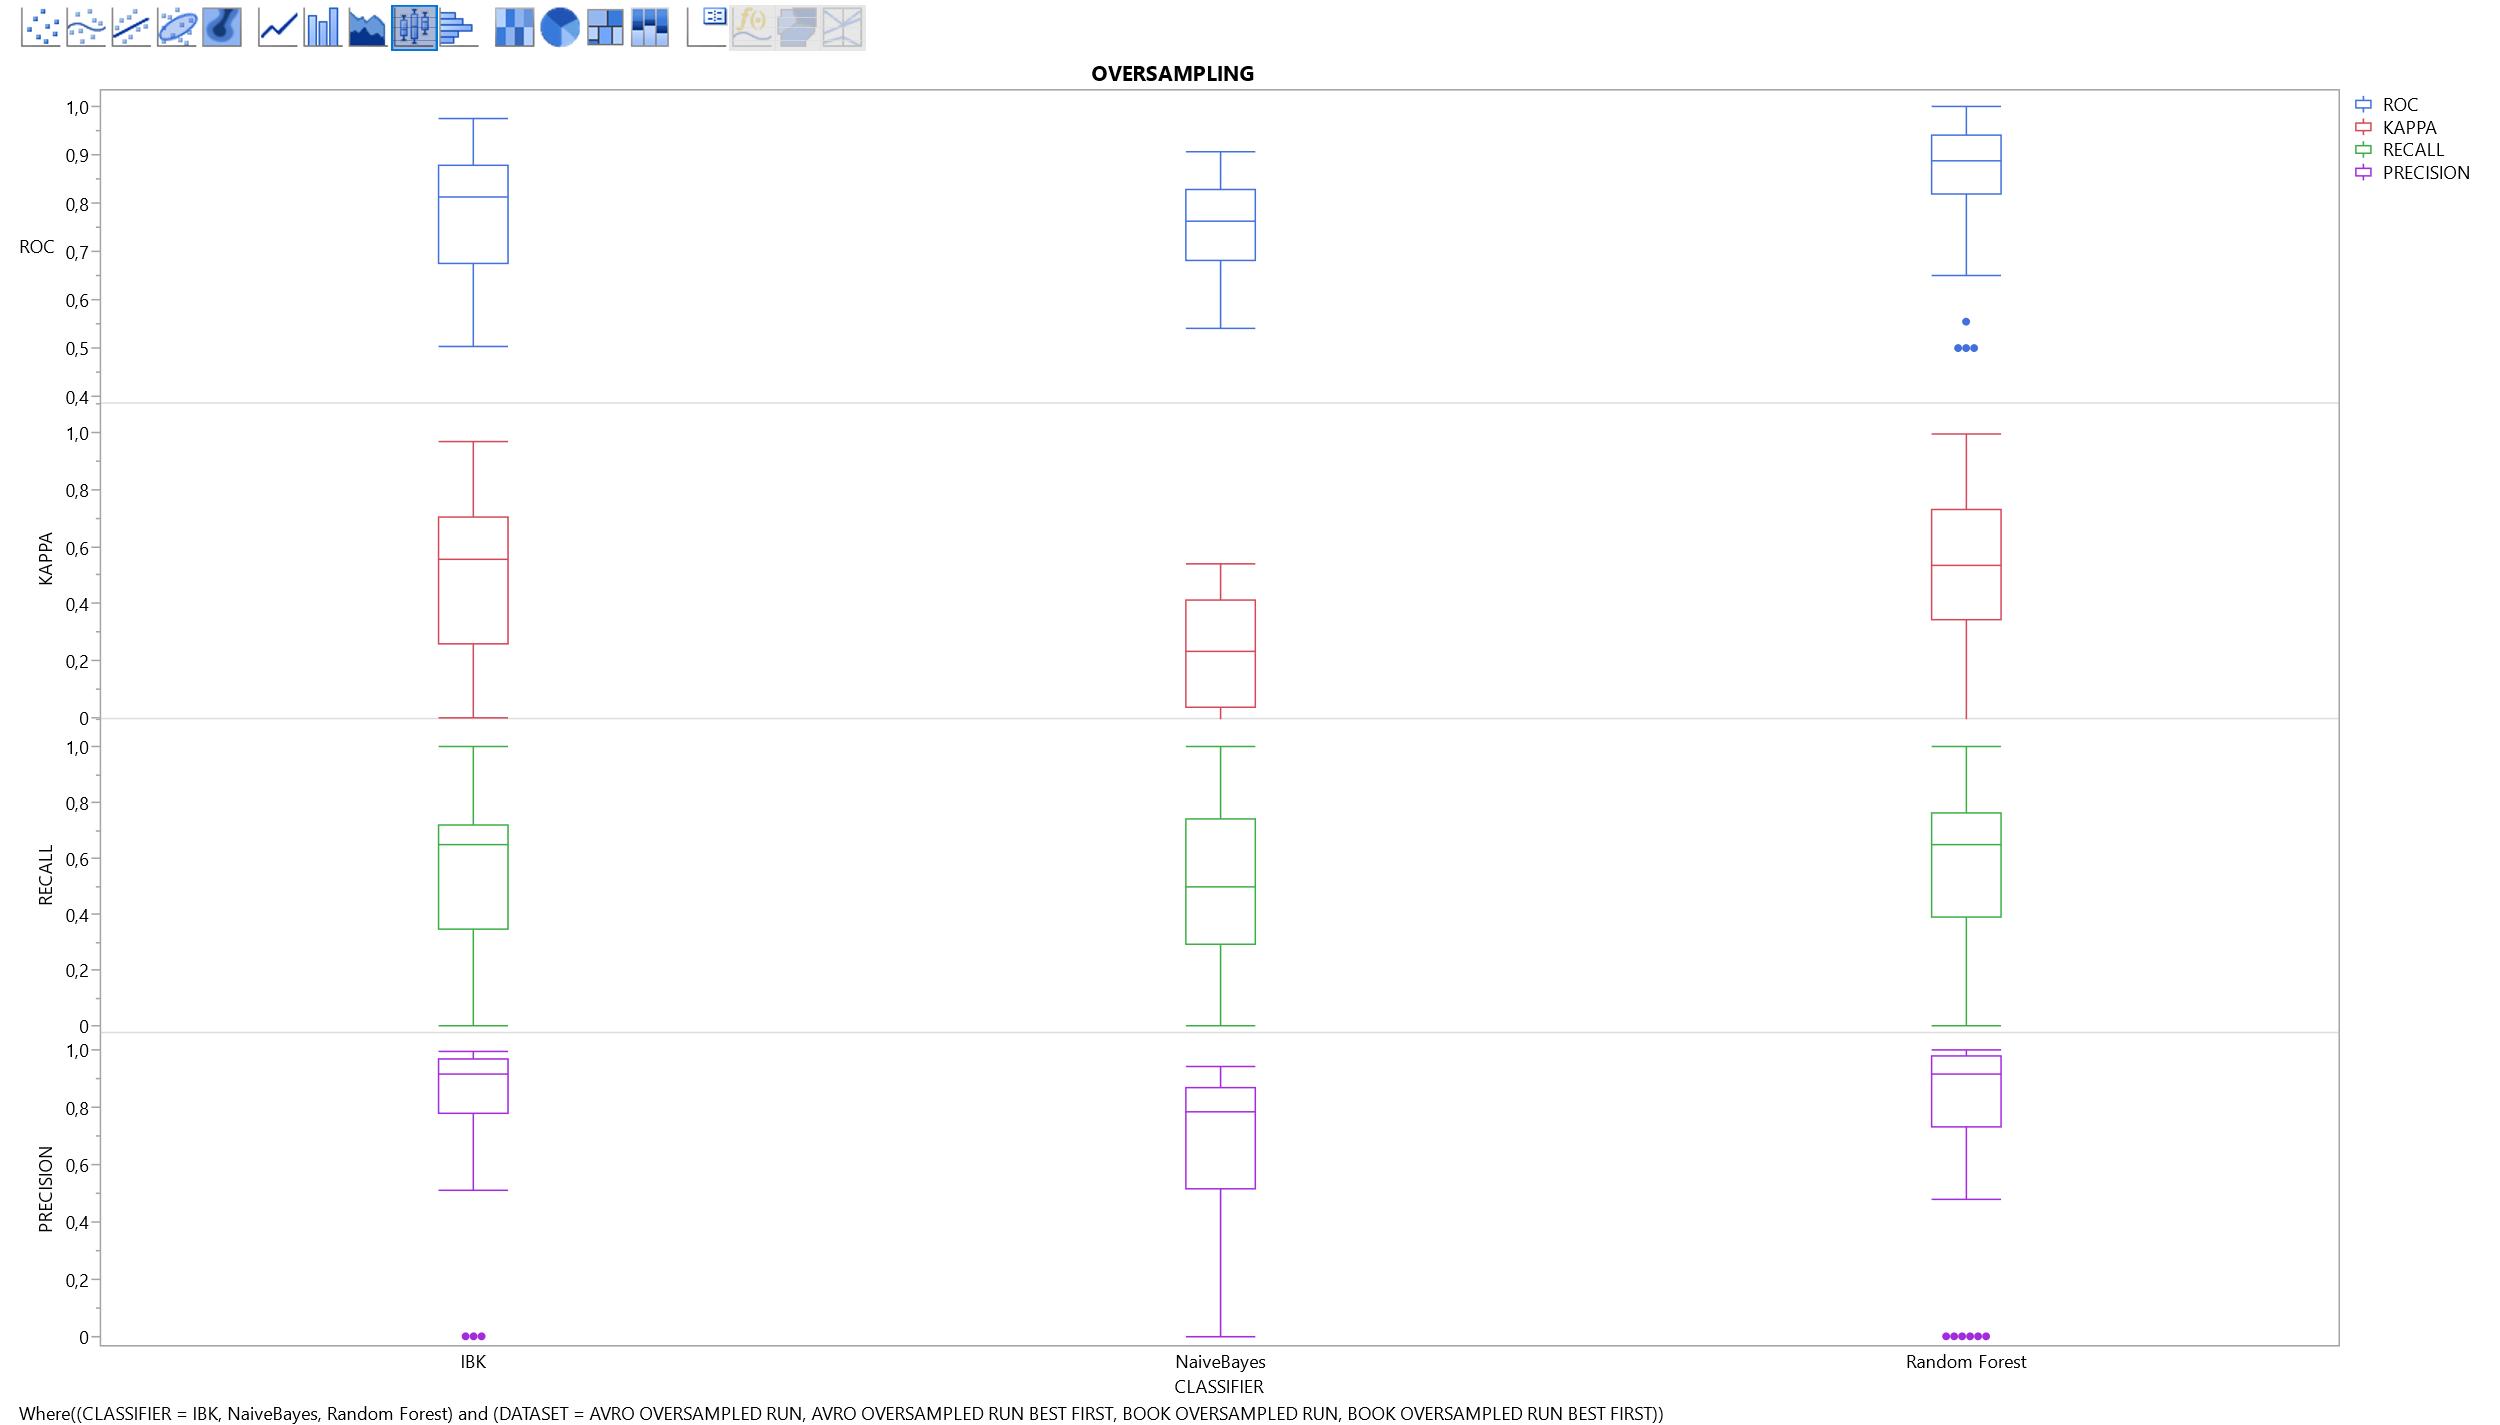 OVERSAMPLING
ROC
1,0
0,9
0,8
0,7
0,6
0,5
0,4
KAPPA
1,0
0,8
0,6
0,4
0,2
0
RECALL
1,0
0,8
0,6
0,4
0,2
0
PRECISION
1,0
0,8
0,6
0,4
0,2
0
IBK NaiveBayes Random Forest
CLASSIFIER
Where((CLASSIFIER = IBK, NaiveBayes, Random Forest) and (DATASET = AVRO OVERSAMPLED RUN, AVRO OVERSAMPLED RUN BEST FIRST, BOOK OVERSAMPLED RUN, BOOK OVERSAMPLED RUN BEST FIRST))
ROC
KAPPA
RECALL
PRECISION
f()